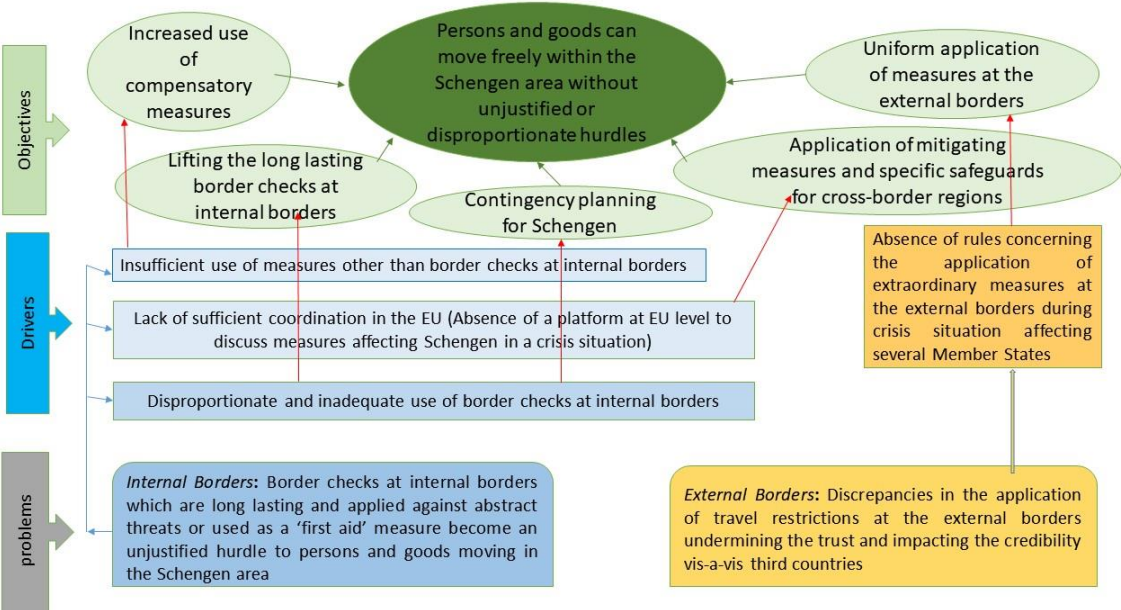 Objectives
Increased use
of
compensatory
measures
Persons and goods can
move freely within the
Schengen area without
unjustified or
disproportionate hurdles
Uniform application
of measures at the
external borders
Lifting the long lasting
border checks at
internal borders
Contingency planning
for Schengen
Application of mitigating
measures and specific safeguards
for cross-border regions
Drivers
Insufficient use of measures other than border checks at internal borders
Lack of sufficient coordination in the EU (Absence of a platform at EU level to
discuss measures affecting Schengen in a crisis situation)
Disproportionate and inadequate use of border checks at internal borders
Absence of rules concerning
the application of
extraordinary measures at
the external borders during
crisis situation affecting
several Member States
problems
Internal Borders: Border checks at internal borders
which are long lasting and applied against abstract
threats or used as a ‘first aid’ measure become an
unjustified hurdle to persons and goods moving in
the Schengen area
External Borders: Discrepancies in the application
of travel restrictions at the external borders
undermining the trust and impacting the credibility
vis-a-vis third countries